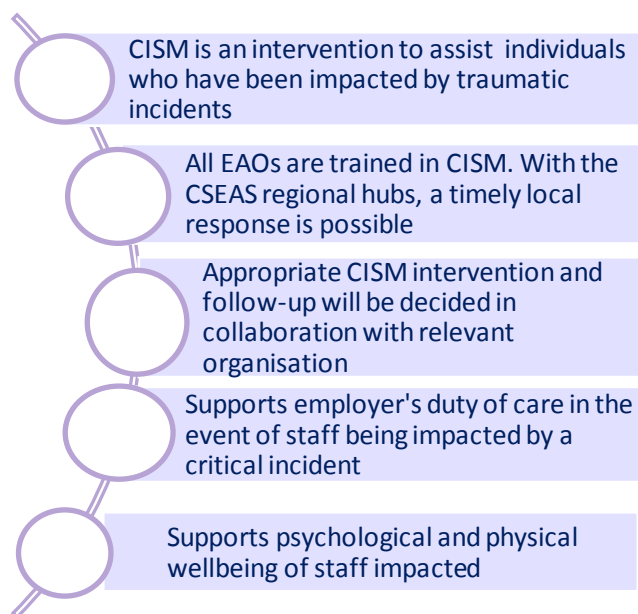 CISM is an intervention to assist individuals
who have been impacted by traumatic
incidents
All EAOs are trained in CISM. With the
CSEAS regional hubs, a timely local
response is possible
Appropriate CISM intervention and
follow-up will be decided in
collaboration with relevant
organisation
Supports employer's duty of care in the
event of staff being impacted by a
critical incident
Supports psychological and physical
wellbeing of staff impacted